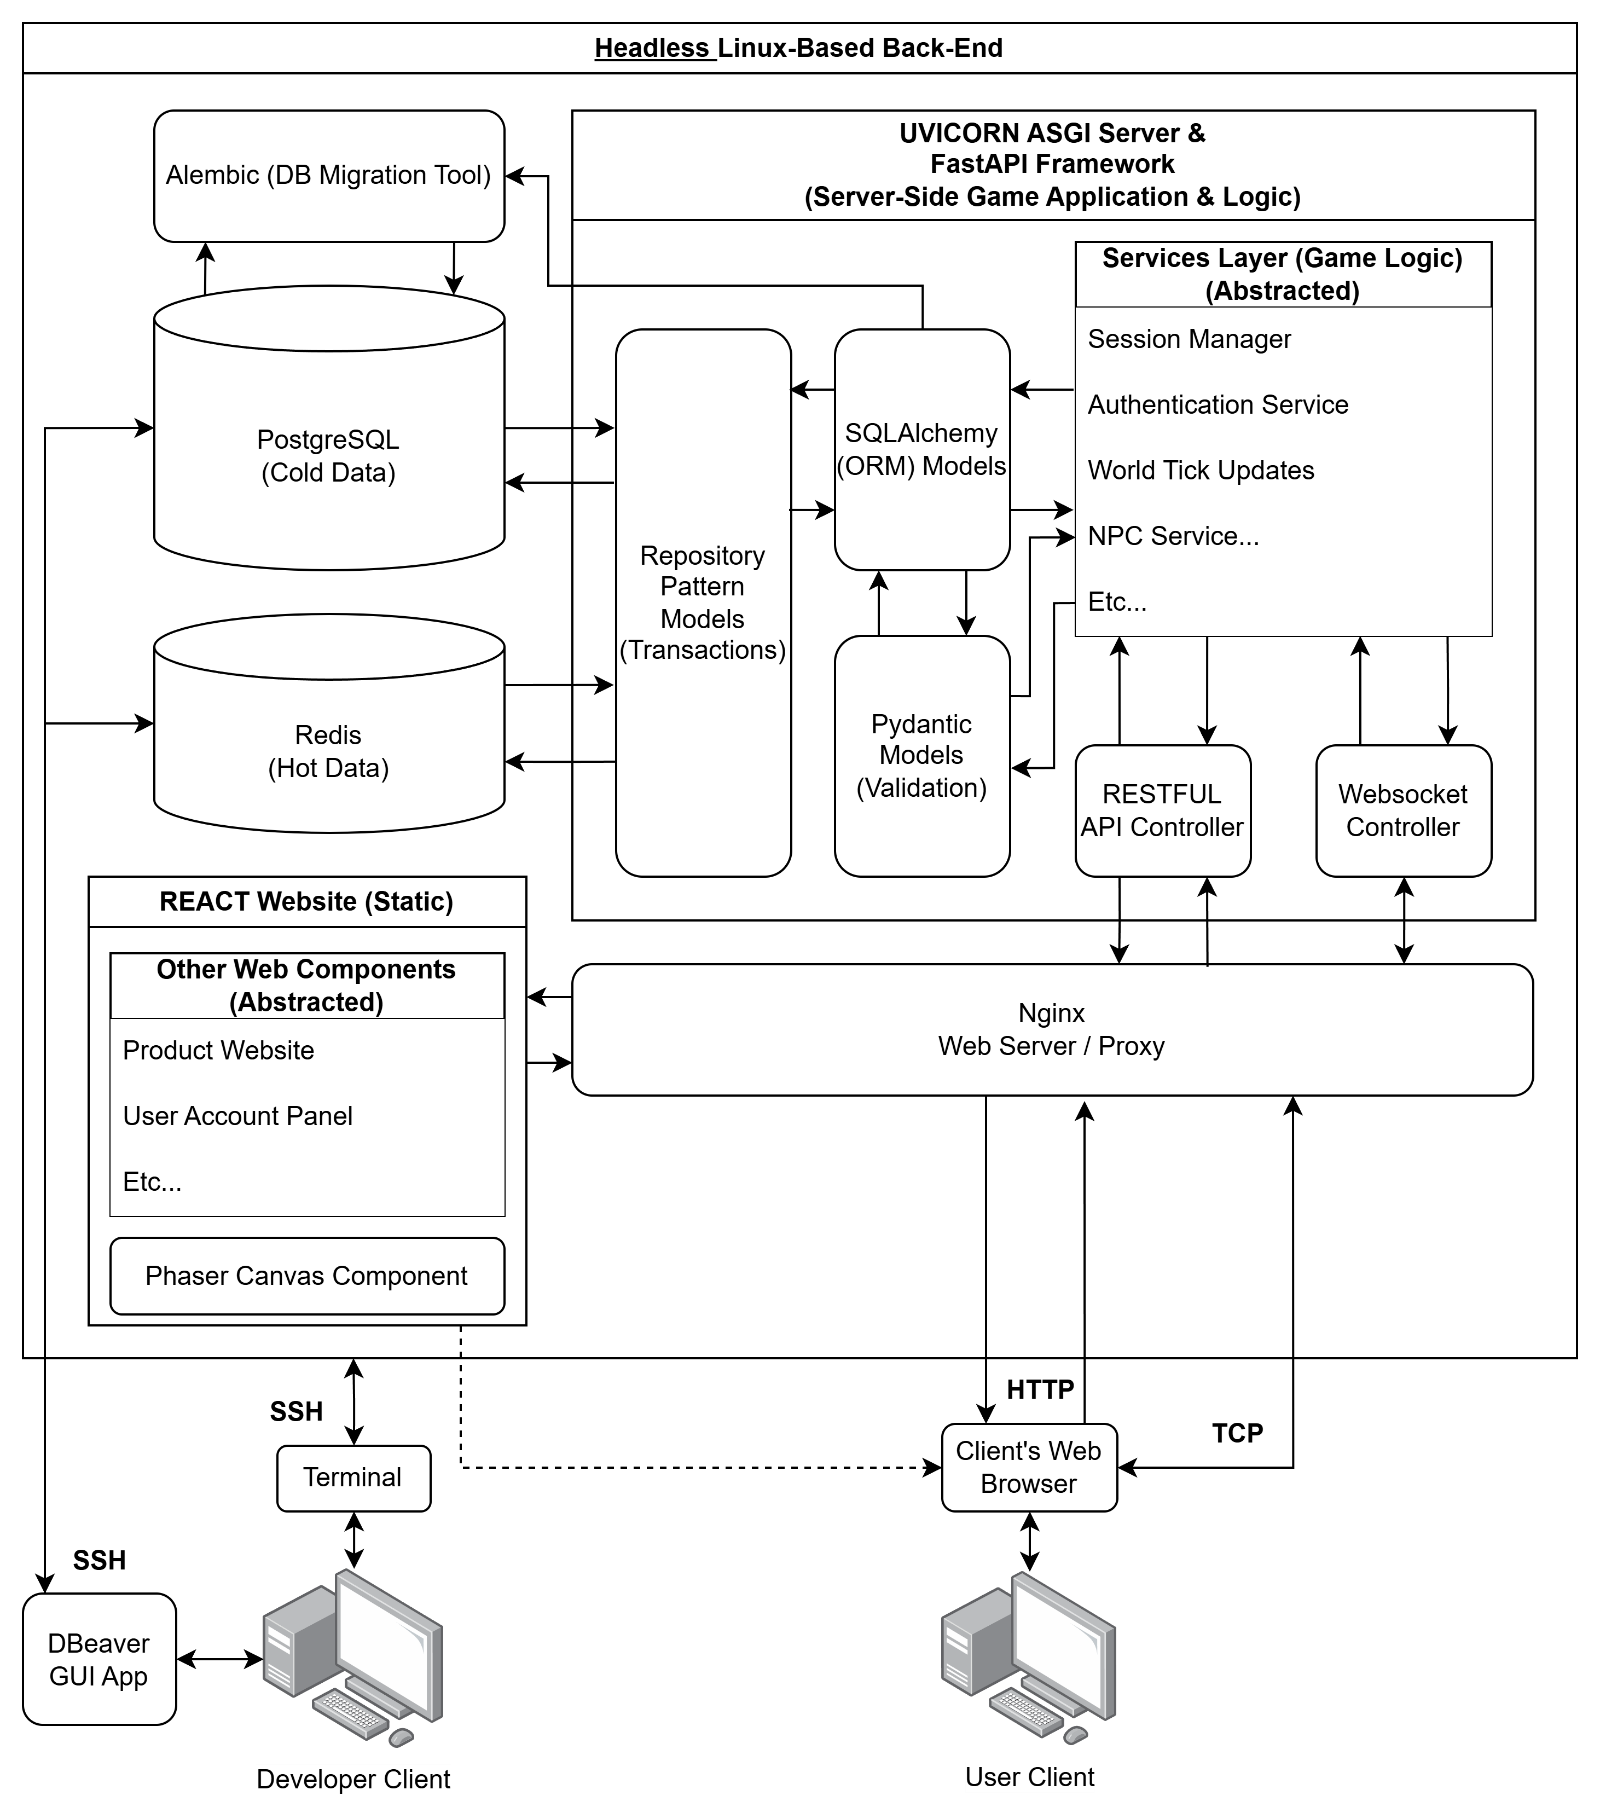 Headless Linux-Based Back-End
Alembic (DB Migration Tool)
UVICORN ASGI Server &
FastAPI Framework
(Server-Side Game Application & Logic)
Services Layer (Game Logic)
(Abstracted)
Session Manager
Authentication Service
World Tick Updates
NPC Service...
Etc...
PostgreSQL
(Cold Data)
SQLAlchemy
(ORM) Models
Repository
Pattern
Models
(Transactions)
Redis
(Hot Data)
Pydantic
Models
(Validation)
RESTFUL
API Controller
Websocket
Controller
REACT Website (Static)
Other Web Components
(Abstracted)
Product Website
User Account Panel
Etc...
Phaser Canvas Component
Nginx
Web Server / Proxy
HTTP
TCP
SSH
Terminal
Client's Web
Browser
SSH
DBeaver
GUI App
Developer Client
User Client